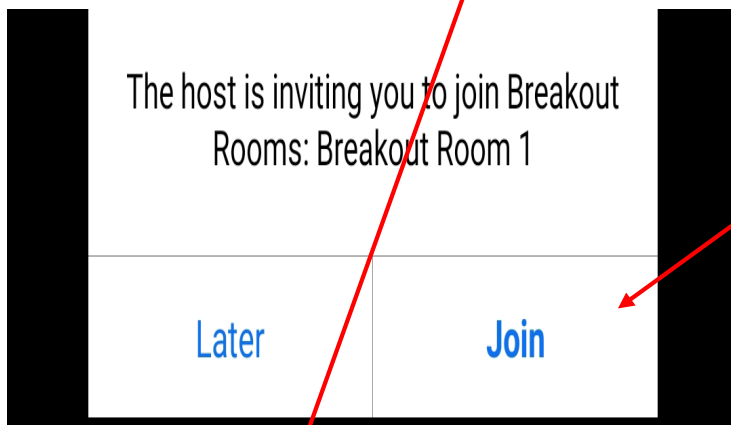 The host is inviting you to join Breakout
Rooms: Breakout Room 1
Later
Join